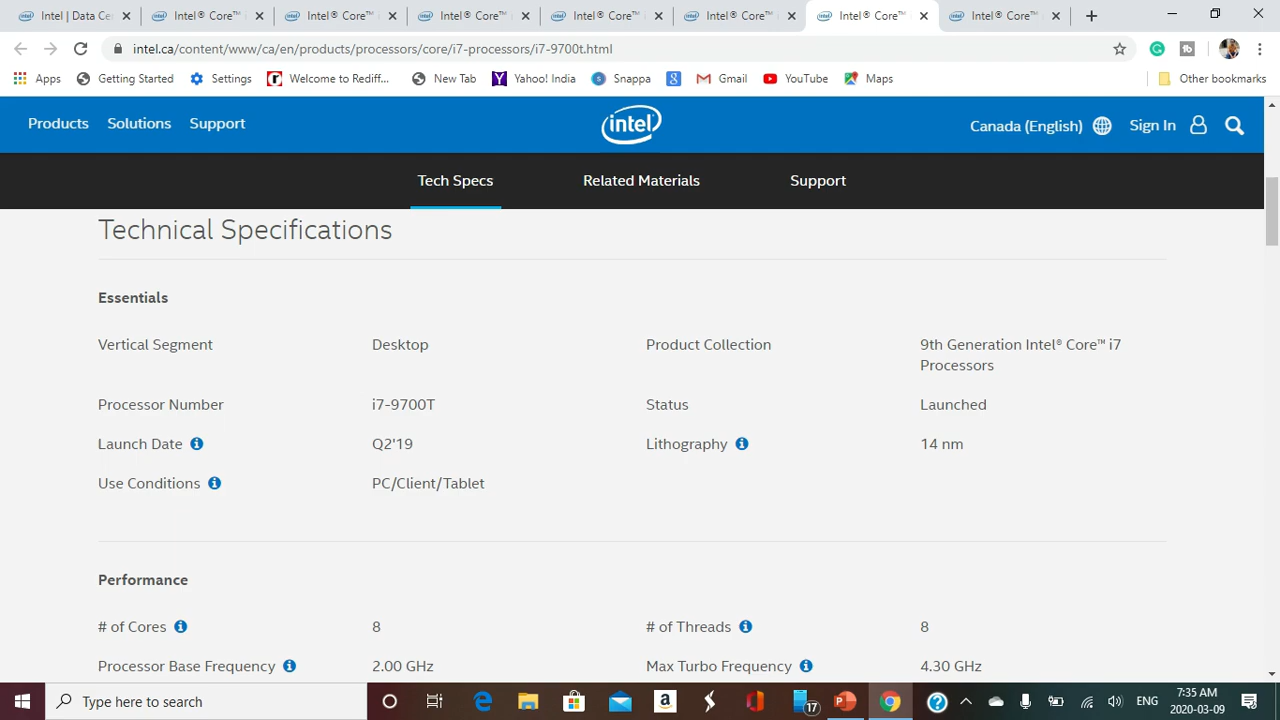 Intel | Data Ce
Intel® Core™ i
Intel® Core™ i
Intel® Core™ i
Intel® Core™ i
Intel® Core™ i
Intel® Core™ i
Intel® Core™ i
intel.ca/content/www/ca/en/products/processors/core/i7-processors/i7-9700t.html
Apps
Getting Started
Settings
Welcome to Rediff...
New Tab
Yahoo! India
Snappa
Gmail
YouTube
Maps
Other bookmarks
Products
Solutions
Support
intel
Canada (English)
Sign In
Tech Specs
Related Materials
Support
Technical Specifications
Essentials
Vertical Segment
Desktop
Product Collection
9th Generation Intel® Core™ i7
Processors
Processor Number
i7-9700T
Status
Launched
Launch Date
Q2'19
Lithography
14 nm
Use Conditions
PC/Client/Tablet
Performance
# of Cores
8
# of Threads
8
Processor Base Frequency
2.00 GHz
Max Turbo Frequency
4.30 GHz
Type here to search
17
ENG
7:35 AM
2020-03-09